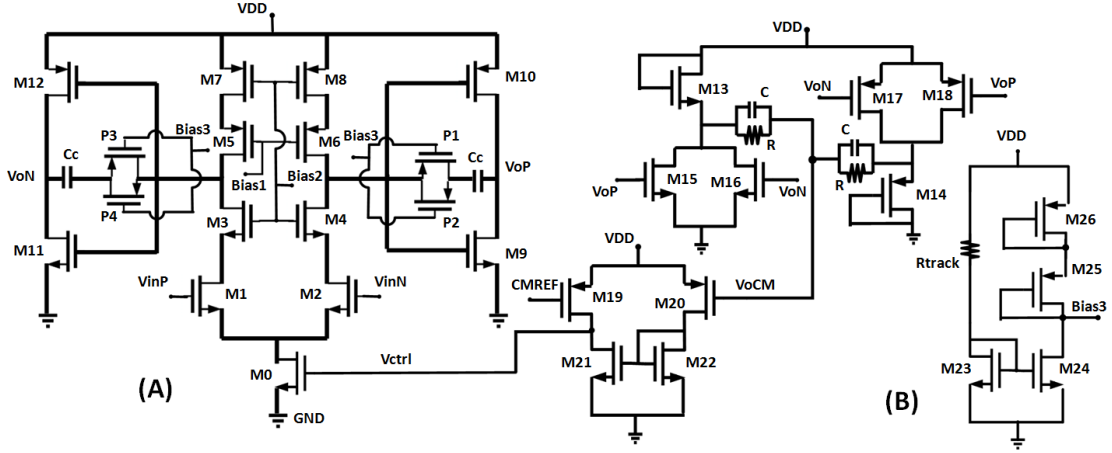 VDD
M12
M7
M8
M10
P3
Bias3
Bias3
P1
Cc
M5
M6
Cc
VoN
VoP
Bias1
Bias2
P4
M3
M4
P2
M11
M9
VinP
VinN
M1
M2
M0
Vctrl
(A)
GND
VDD
M13
C
R
VoN
M17
M18
VoP
C
R
VoP
M15
M16
VoN
M14
VDD
CMREF
M19
M20
VoCM
M21
M22
(B)
VDD
M26
Rtrack
M25
Bias3
M23
M24